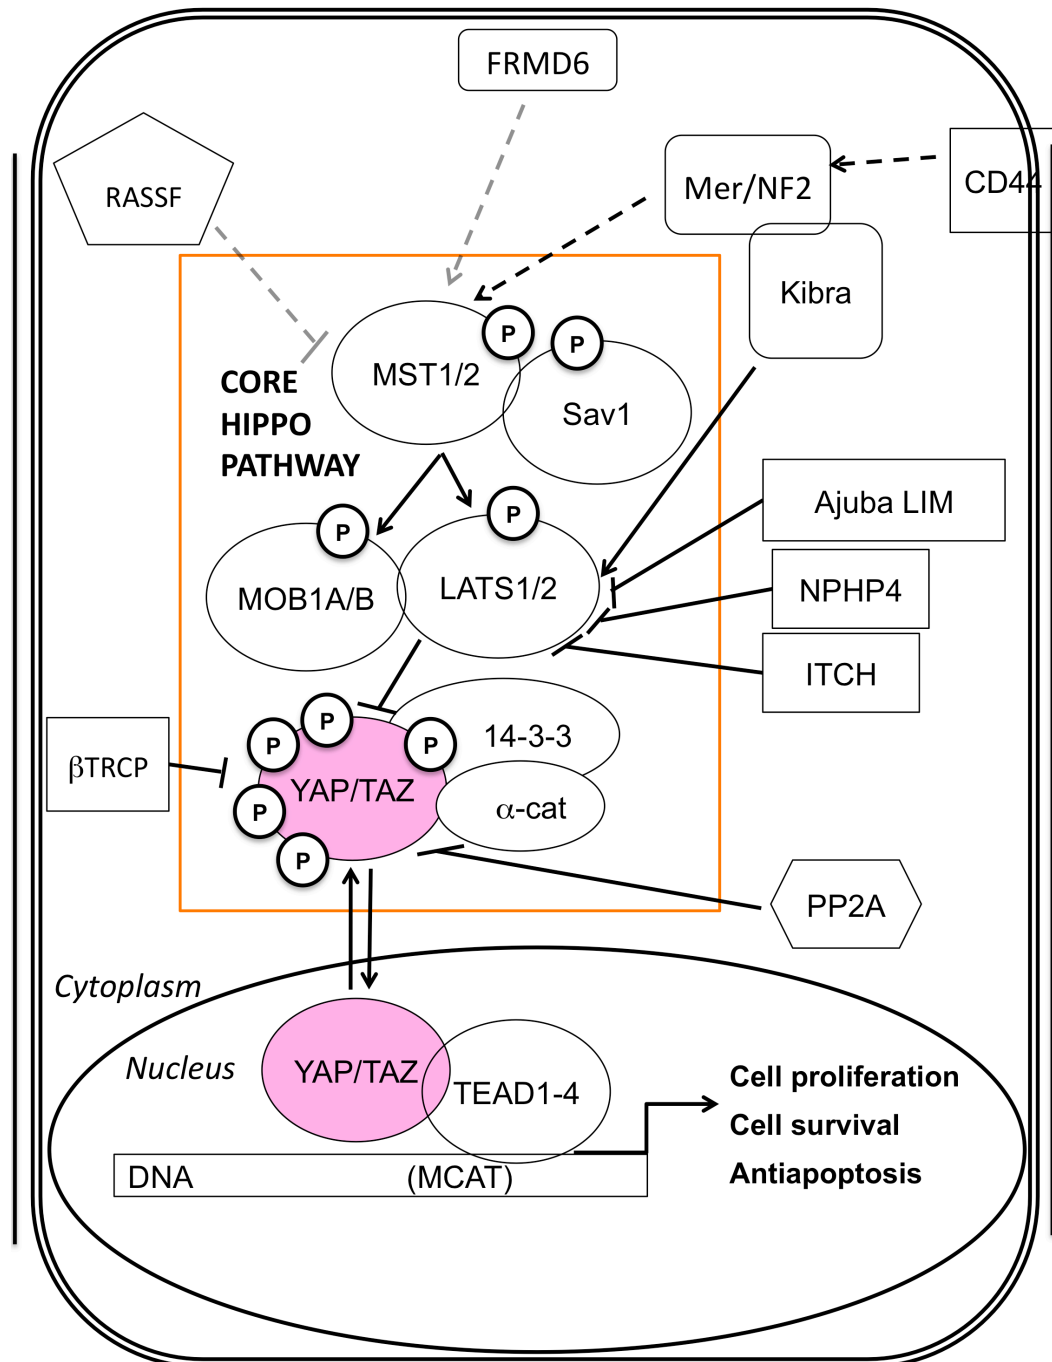 FRMD6
RASSF
Mer/NF2
CD44
Kibra
P
P
MST1/2
Sav1
CORE
HIPPO
PATHWAY
P
P
Ajuba LIM
MOB1A/B
LATS1/2
NPHP4
ITCH
P
P
P
14-3-3
βTRCP
YAP/TAZ
α-cat
P
P
PP2A
Cytoplasm
Nucleus
YAP/TAZ
TEAD1-4
Cell proliferation
Cell survival
Antiapoptosis
DNA (MCAT)